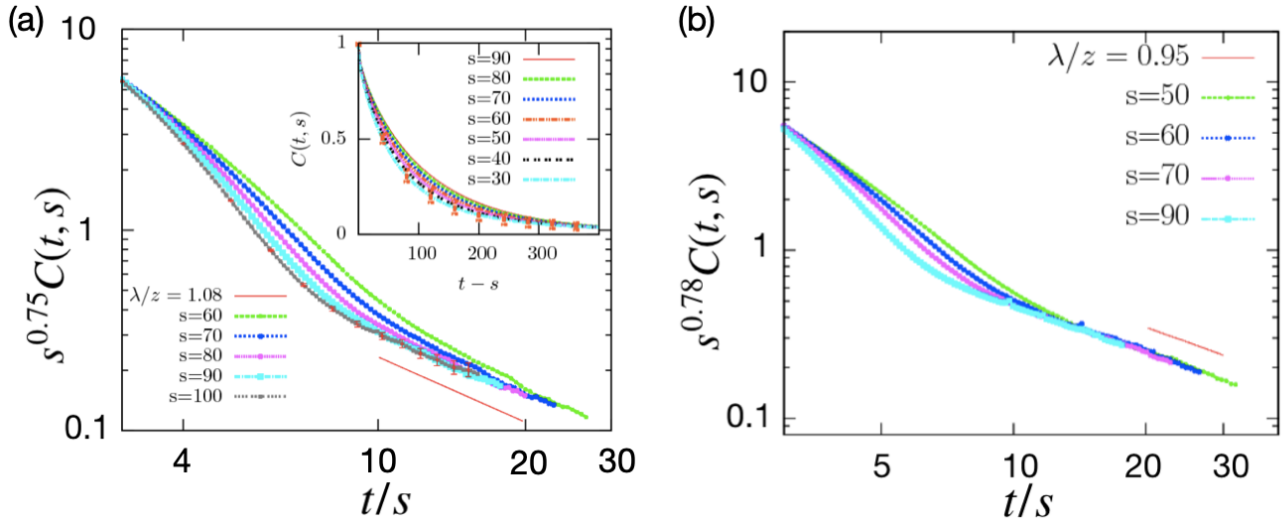 (a)
10
1
0.1
s^0.75 C(t, s)
4
10
20
30
t/s
λ/z = 1.08
s=60
s=70
s=80
s=90
s=100
1
0.5
0
C(t, s)
100
200
300
t − s
s=90
s=80
s=70
s=60
s=50
s=40
s=30
(b)
10
1
0.1
s^0.78 C(t, s)
5
10
20
30
t/s
λ/z = 0.95
s=50
s=60
s=70
s=90